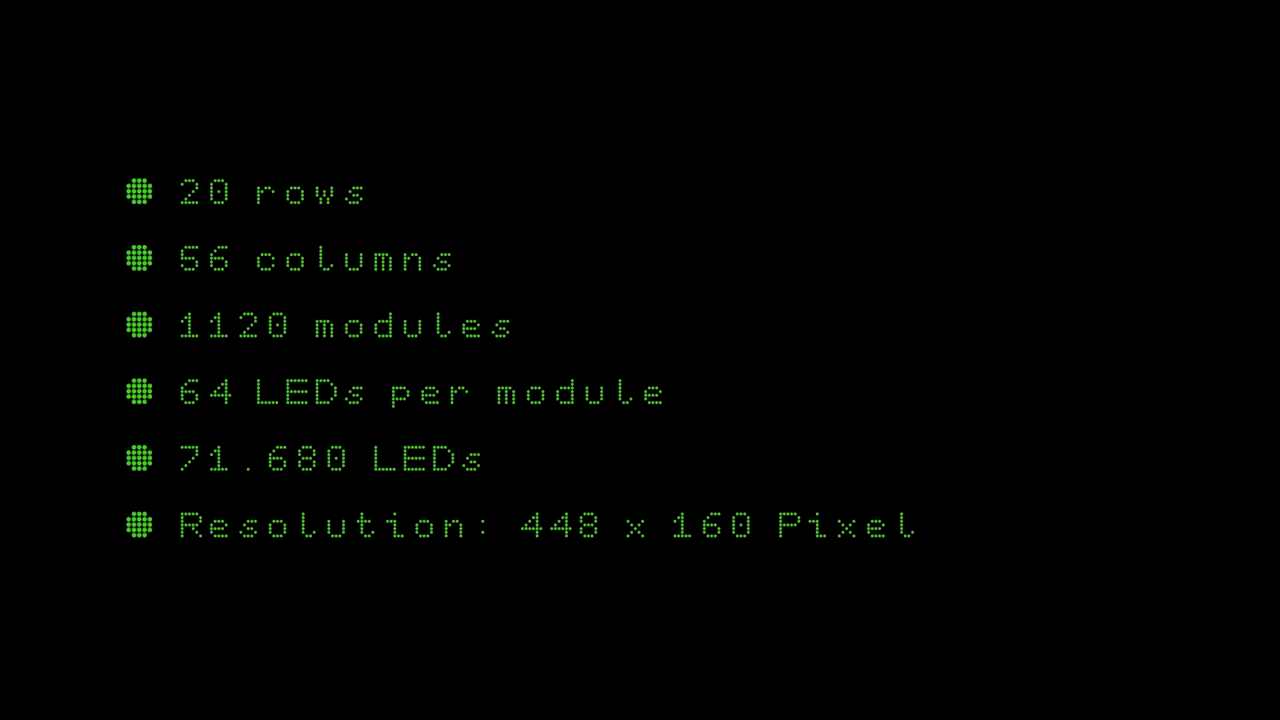 20 rows
56 columns
1120 modules
64 LEDs per module
71.680 LEDs
Resolution: 448 x 160 Pixel